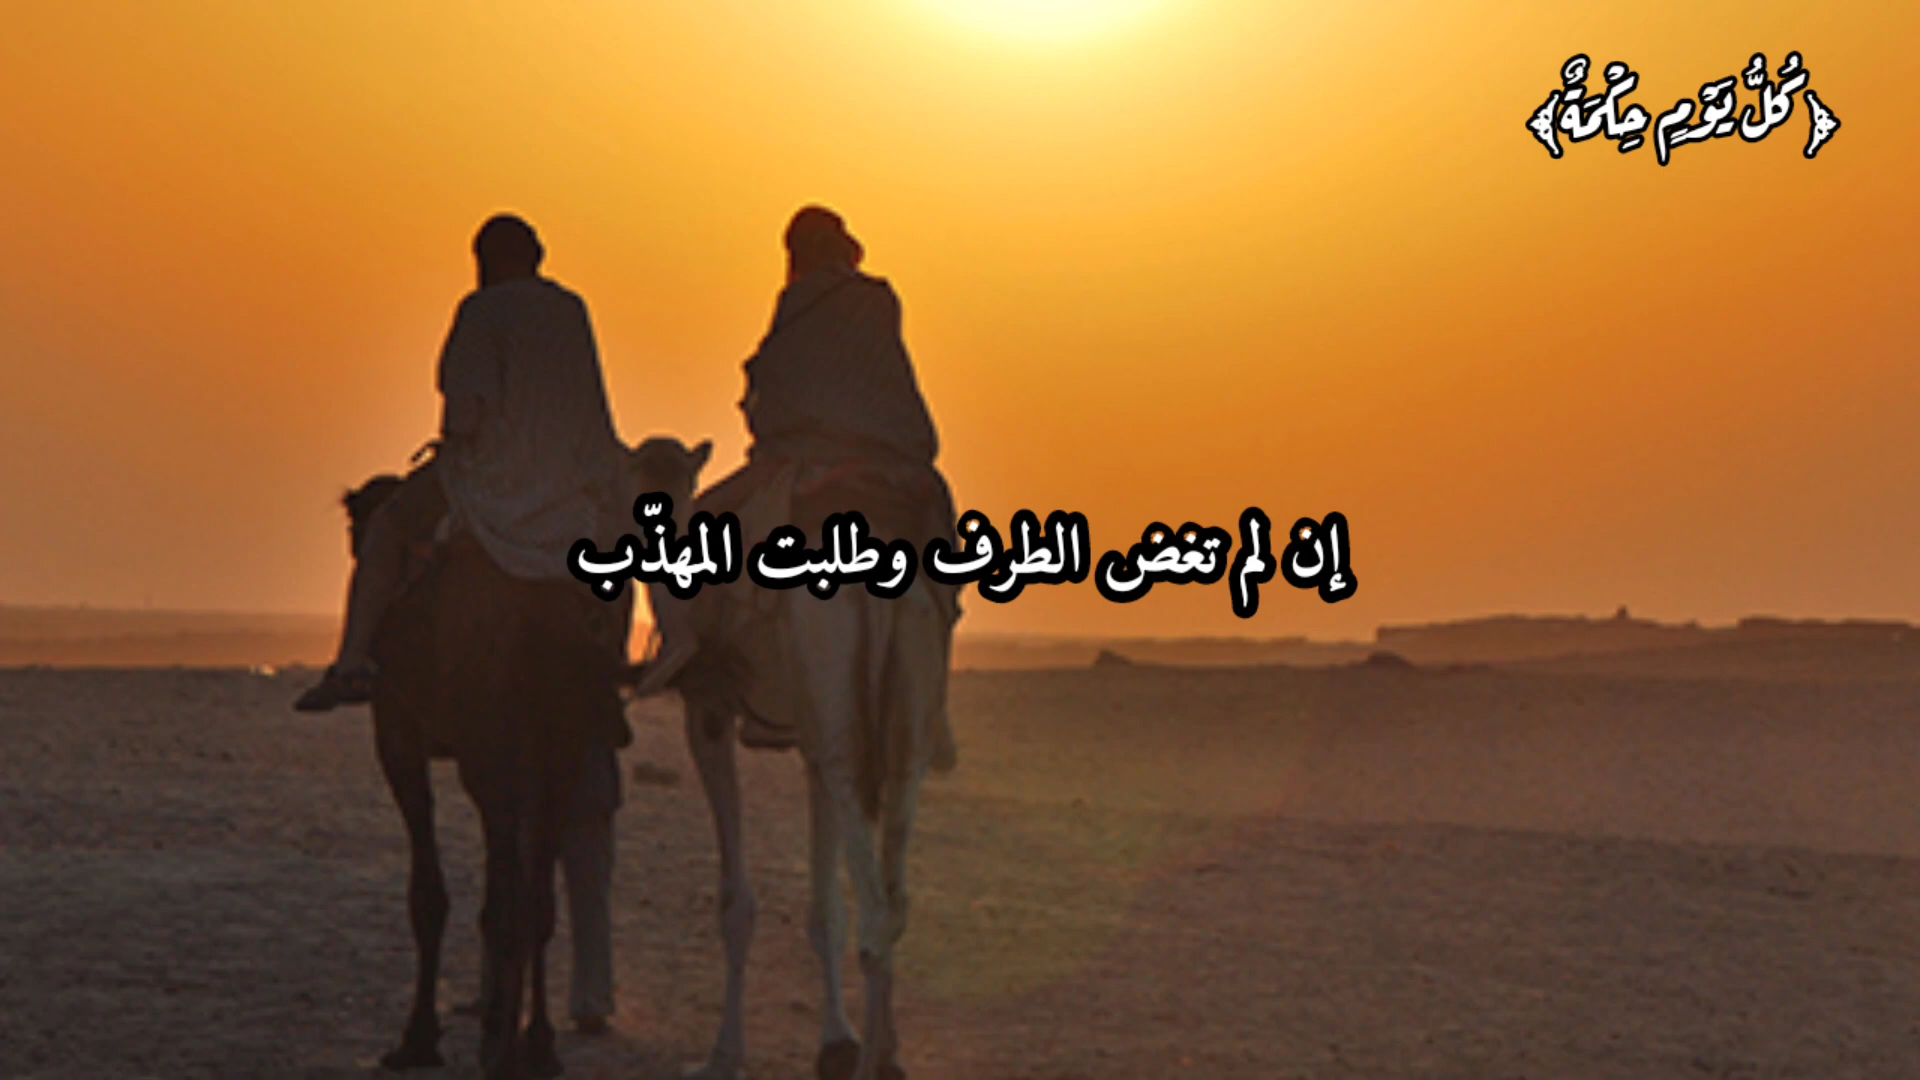 ﴿كُلُّ يَوْمٍ حِكْمَةٌ﴾
إن لم تغض الطرف وطلبت المهذّب